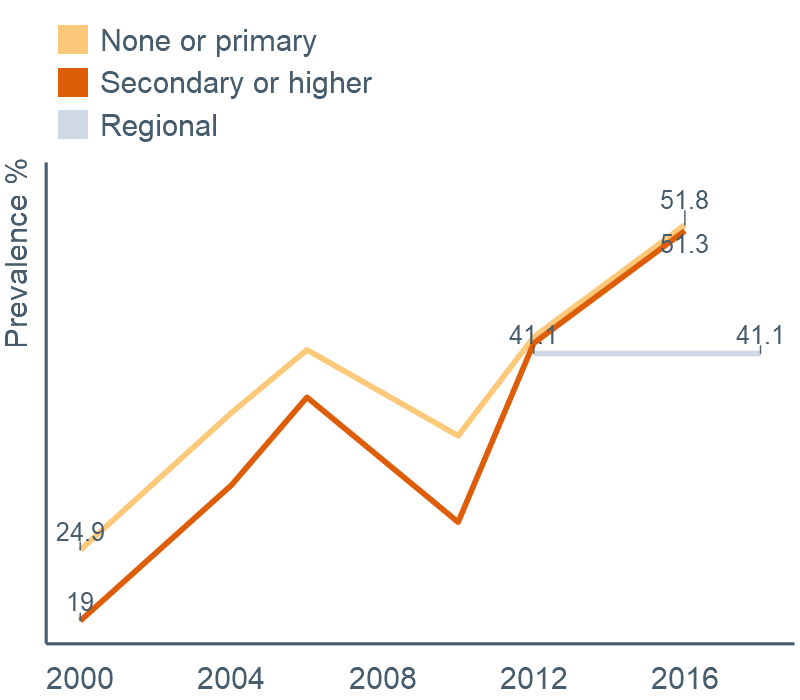 None or primary
Secondary or higher
Regional
Prevalence %
51.8
51.3
41.1
41.1
24.9
19
2000 2004 2008 2012 2016